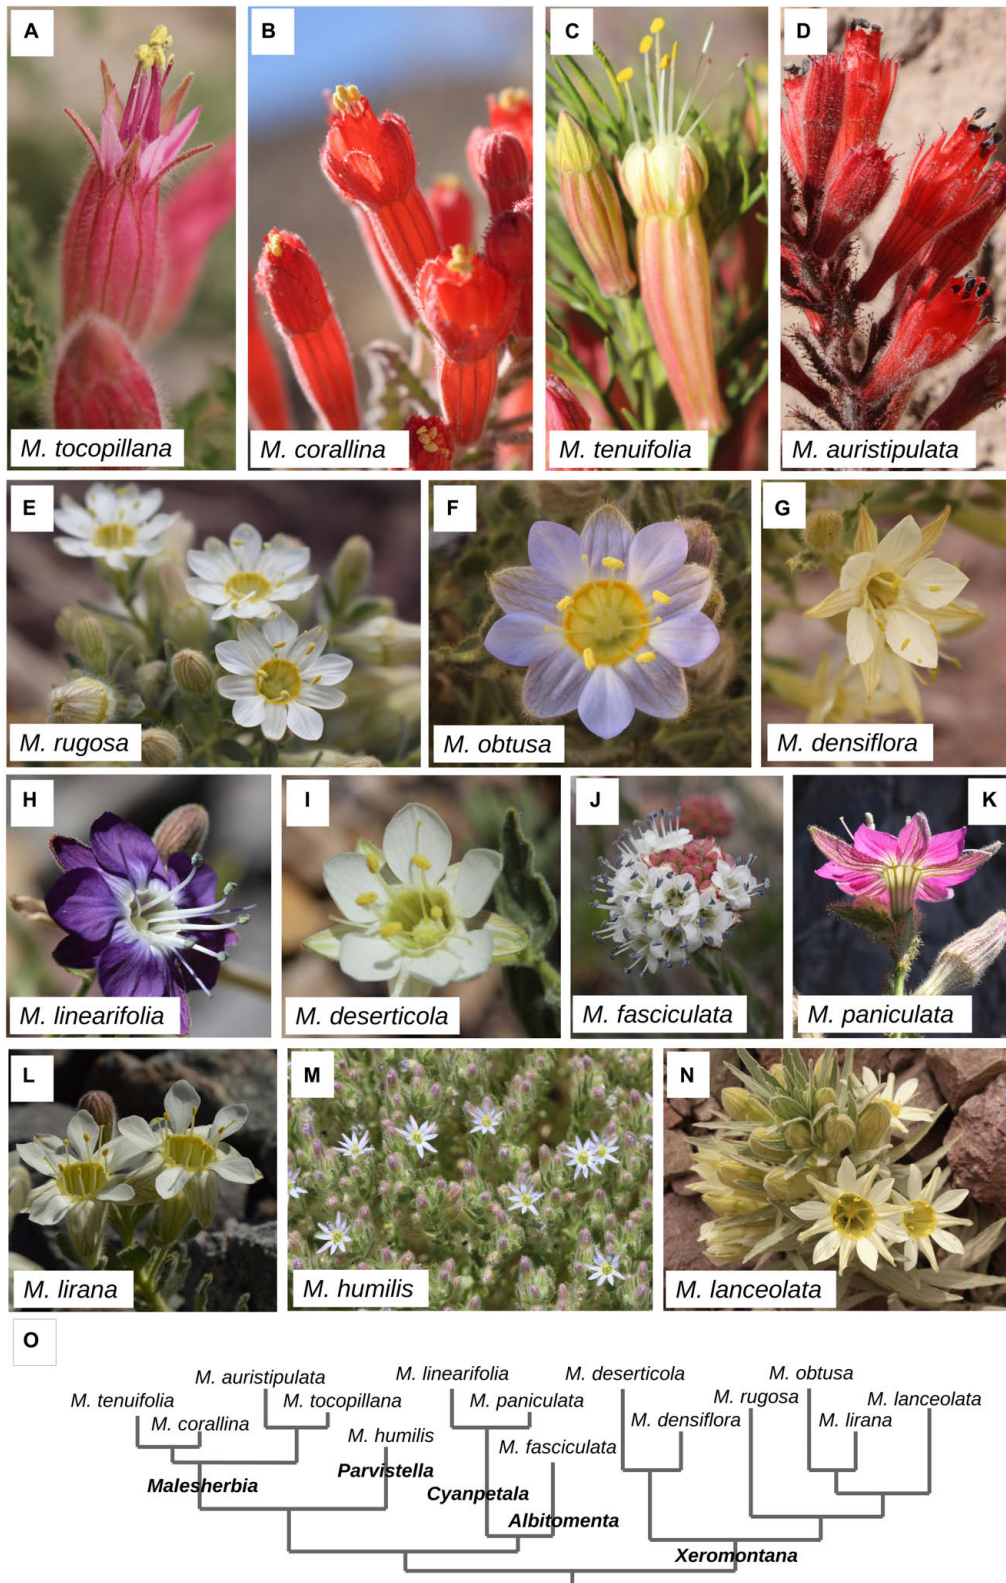 A
B
C
D
M. tocopillana
M. corallina
M. tenuifolia
M. auristipulata
E
F
G
M. rugosa
M. obtusa
M. densiflora
H
I
J
K
M. linearifolia
M. deserticola
M. fasciculata
M. paniculata
L
M
N
M. lirana
M. humilis
M. lanceolata
O
M. auristipulata
M. linearifolia
M. deserticola
M. obtusa
M. tenuifolia
M. tocopillana
M. paniculata
M. rugosa
M. lanceolata
M. corallina
M. humilis
M. fasciculata
M. densiflora
M. lirana
Malesherbia
Parvistella
Cyanpetala
Albitomenta
Xeromontana